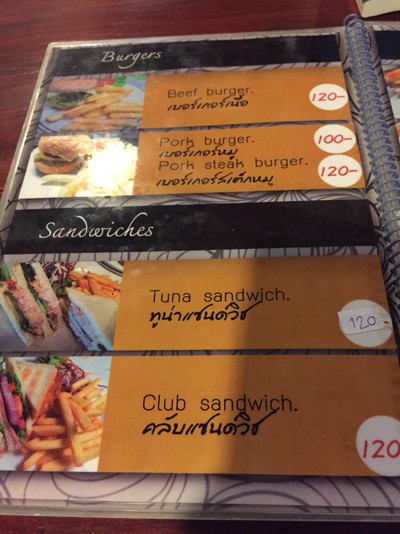 Burgers
Beef burger.
เบอร์เกอร์เนื้อ
120-
Pork burger.
เบอร์เกอร์หมู
100-
Pork steak burger.
เบอร์เกอร์สเต็กหมู
120-
Sandwiches
Tuna sandwich.
ทูน่าแซนด์วิช
120.
Club sandwich.
คลับแซนด์วิช
120